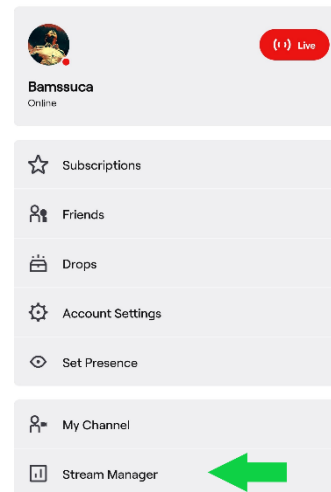 Live
Bamssuca
Online
Subscriptions
Friends
Drops
Account Settings
Set Presence
My Channel
Stream Manager